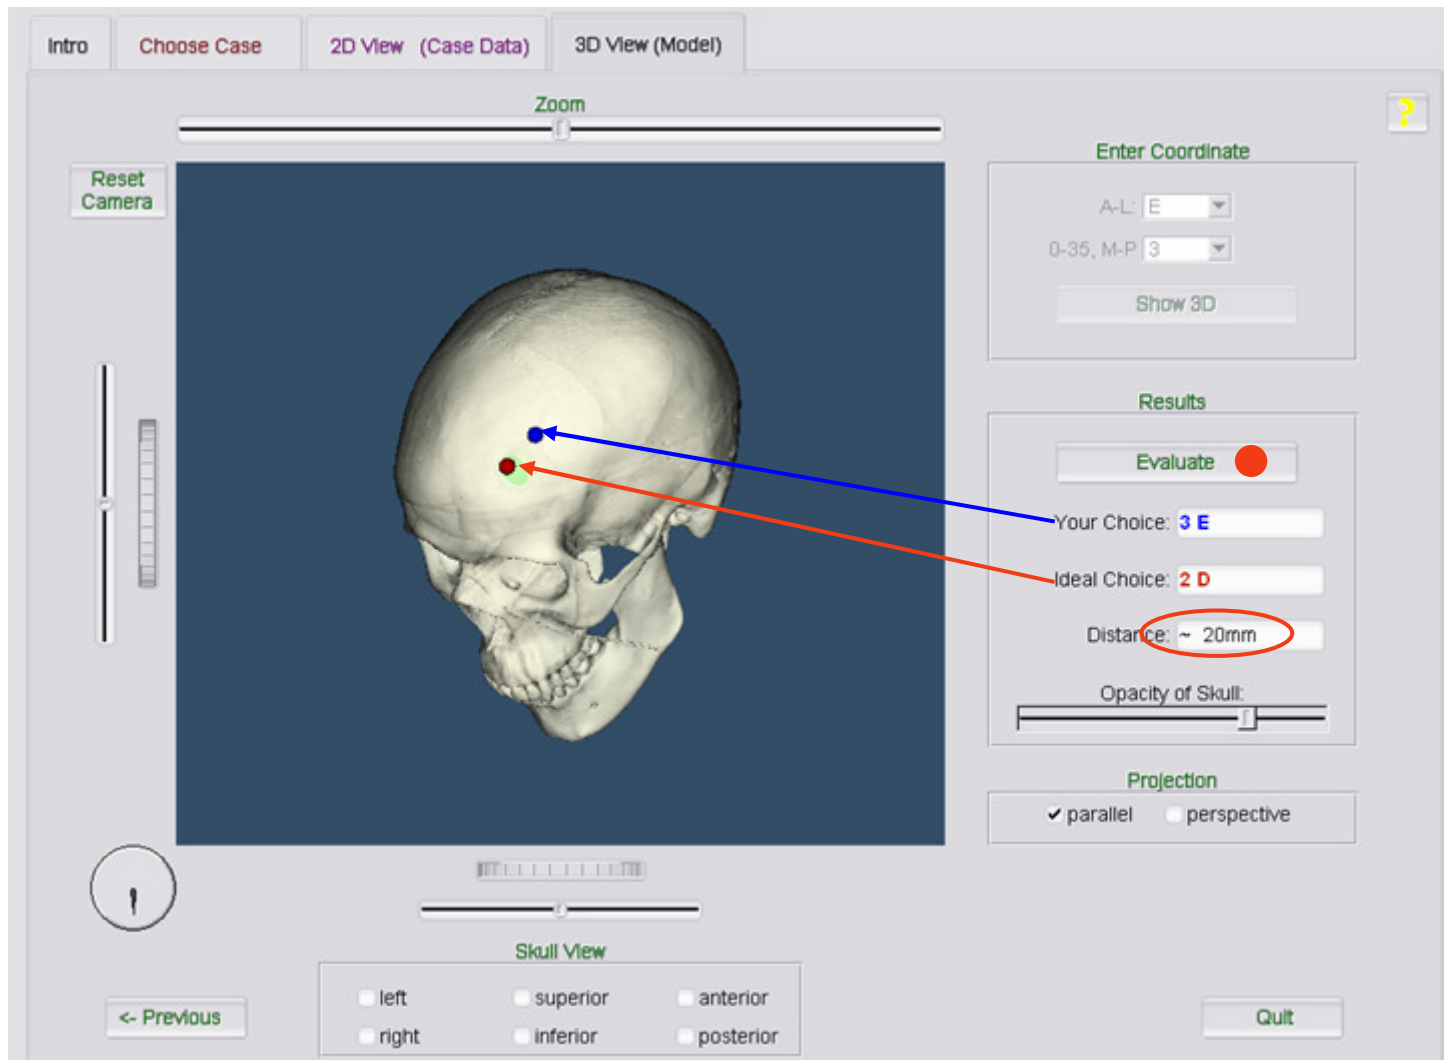 Intro
Choose Case
2D View (Case Data)
3D View (Model)
Zoom
?
Reset
Camera
Enter Coordinate
A-L: E
0-35, M-P 3
Show 3D
Results
Evaluate
Your Choice: 3 E
Ideal Choice: 2 D
Distance: ~ 20mm
Opacity of Skull:
Projection
parallel perspective
Skull View
left superior anterior
right inferior posterior
<- Previous
Quit